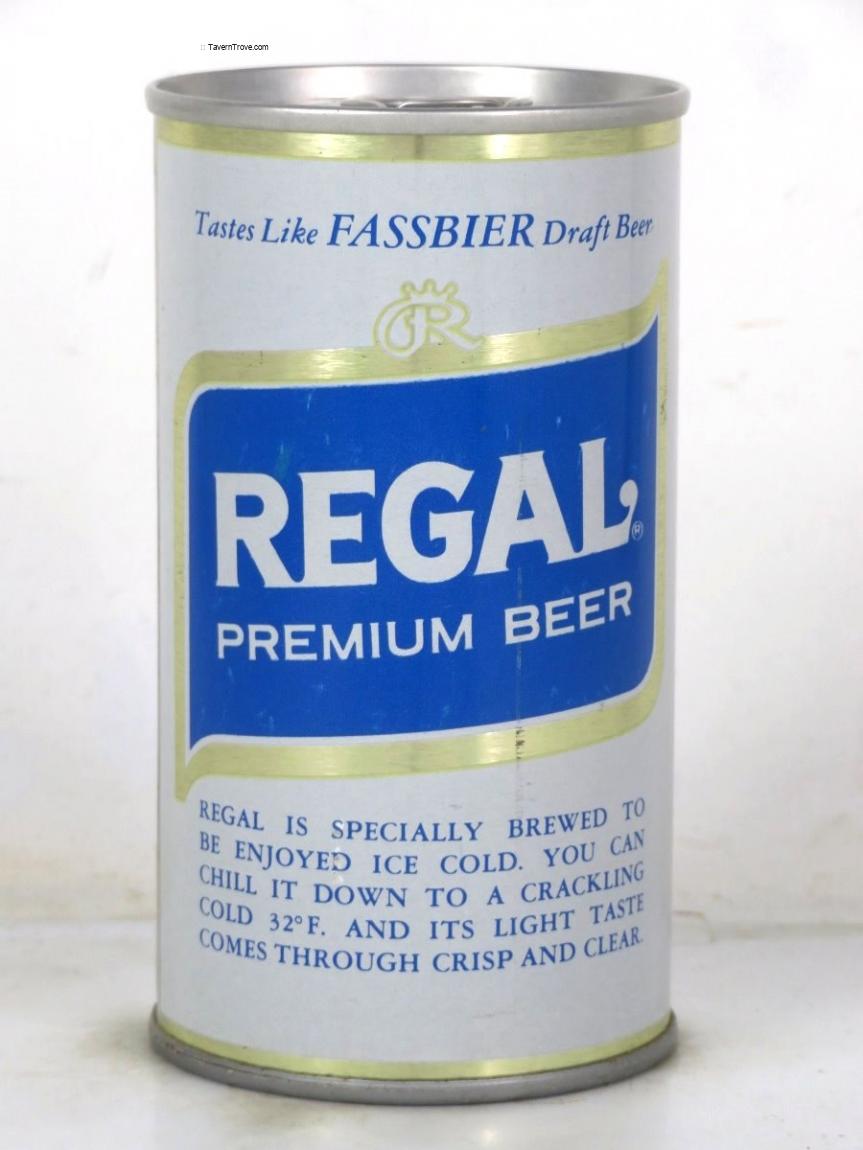 :: TavernTrove.com
Tastes Like FASSBIER Draft Beer
R
REGAL®
PREMIUM BEER
REGAL IS SPECIALLY BREWED TO
BE ENJOYED ICE COLD. YOU CAN
CHILL IT DOWN TO A CRACKLING
COLD 32° F. AND ITS LIGHT TASTE
COMES THROUGH CRISP AND CLEAR.